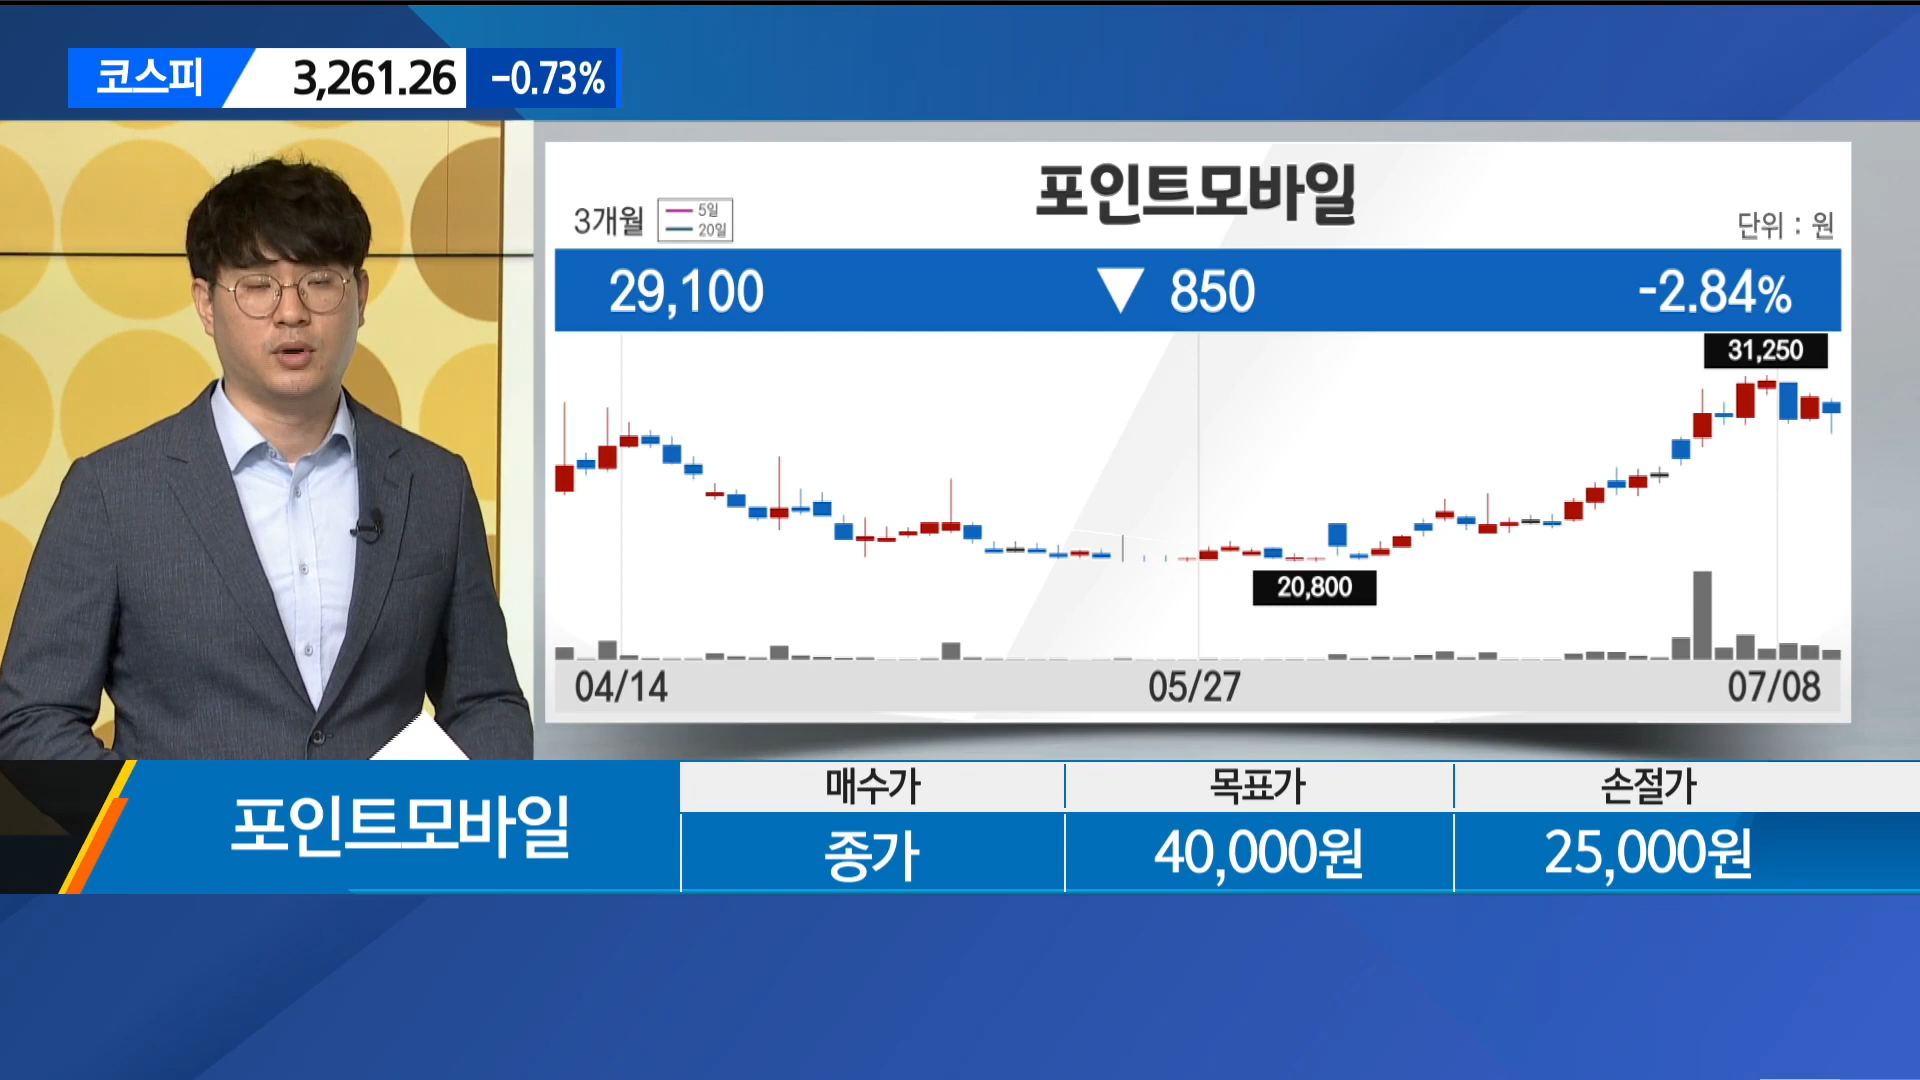 코스피 3,261.26 -0.73%
포인트모바일
3개월 5일
20일
단위 : 원
29,100 ▼ 850 -2.84%
31,250
20,800
04/14 05/27 07/08
포인트모바일
매수가 목표가 손절가
종가 40,000원 25,000원